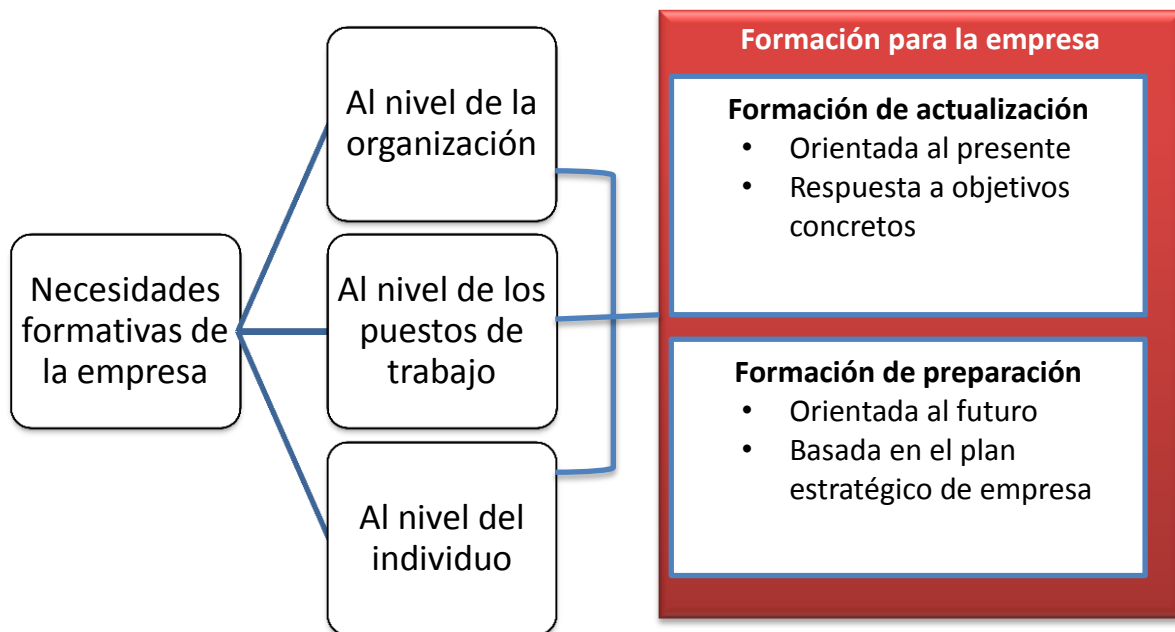 Necesidades
formativas de
la empresa
Al nivel de la
organización
Al nivel de los
puestos de
trabajo
Al nivel del
individuo
Formación para la empresa
Formación de actualización
• Orientada al presente
• Respuesta a objetivos
concretos
Formación de preparación
• Orientada al futuro
• Basada en el plan
estratégico de empresa